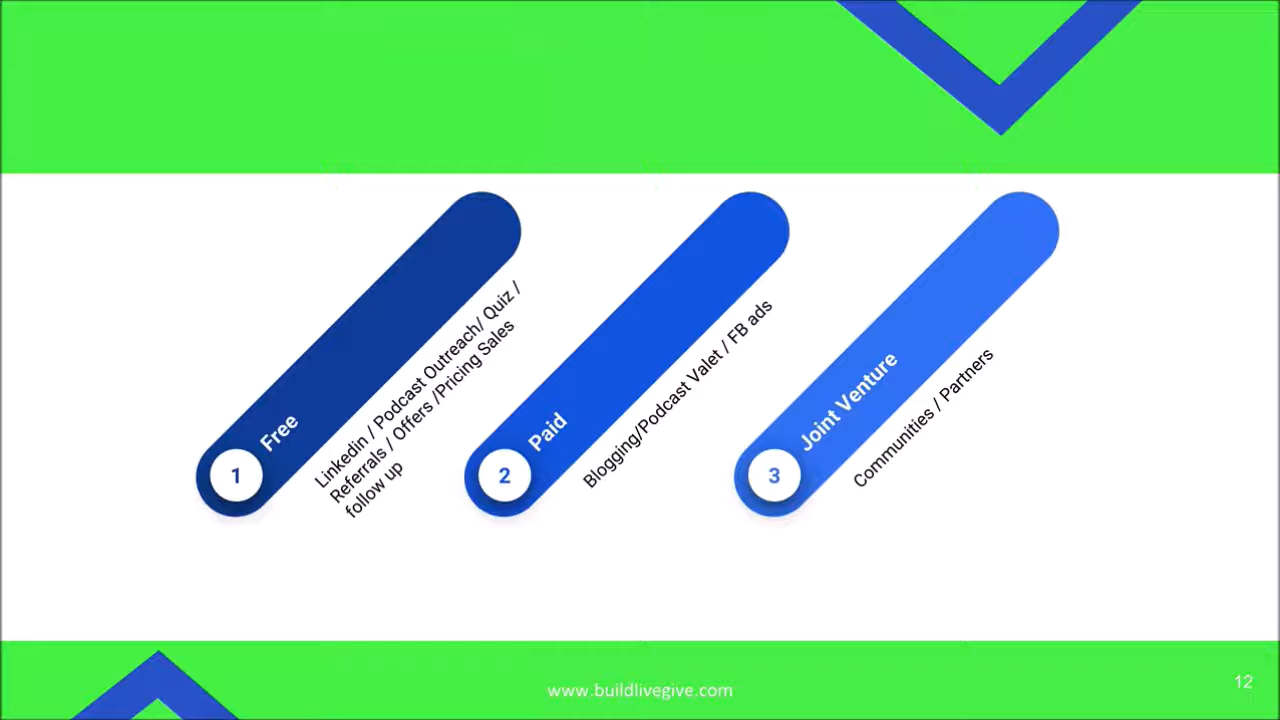 1
Free
Linkedin / Podcast Outreach/ Quiz /
Referrals / Offers /Pricing Sales
follow up
2
Paid
Blogging/Podcast Valet / FB ads
3
Joint Venture
Communities / Partners
www.buildlivegive.com
12